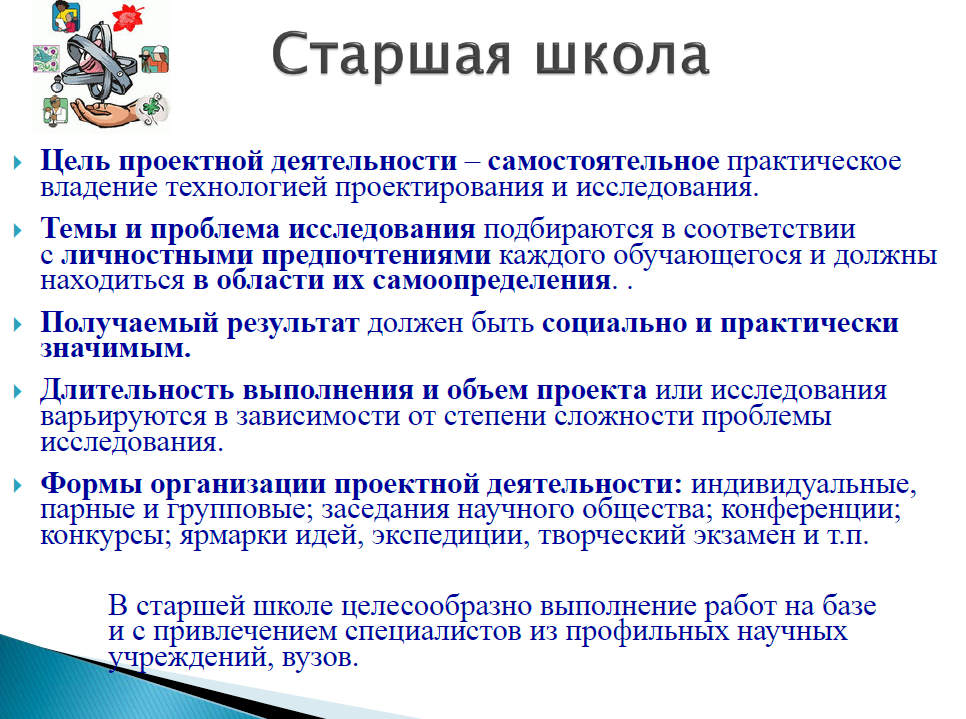 Старшая школа
Цель проектной деятельности – самостоятельное практическое
владение технологией проектирования и исследования.
Темы и проблема исследования подбираются в соответствии
с личностными предпочтениями каждого обучающегося и должны
находиться в области их самоопределения. .
Получаемый результат должен быть социально и практически
значимым.
Длительность выполнения и объем проекта или исследования
варьируются в зависимости от степени сложности проблемы
исследования.
Формы организации проектной деятельности: индивидуальные,
парные и групповые; заседания научного общества; конференции;
конкурсы; ярмарки идей, экспедиции, творческий экзамен и т.п.
В старшей школе целесообразно выполнение работ на базе
и с привлечением специалистов из профильных научных
учреждений, вузов.